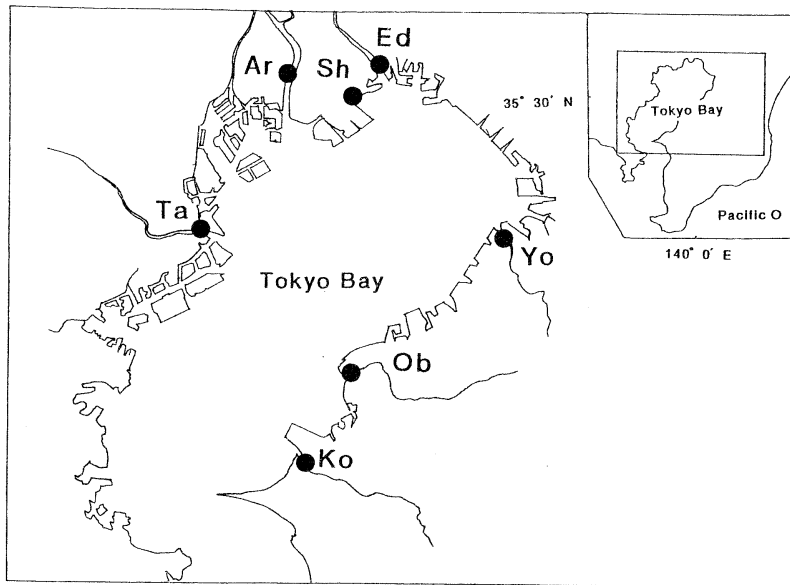 Ed
Ar
Sh
35° 30' N
Tokyo Bay
Ta
Pacific O
Yo
140° 0' E
Tokyo Bay
Ob
Ko